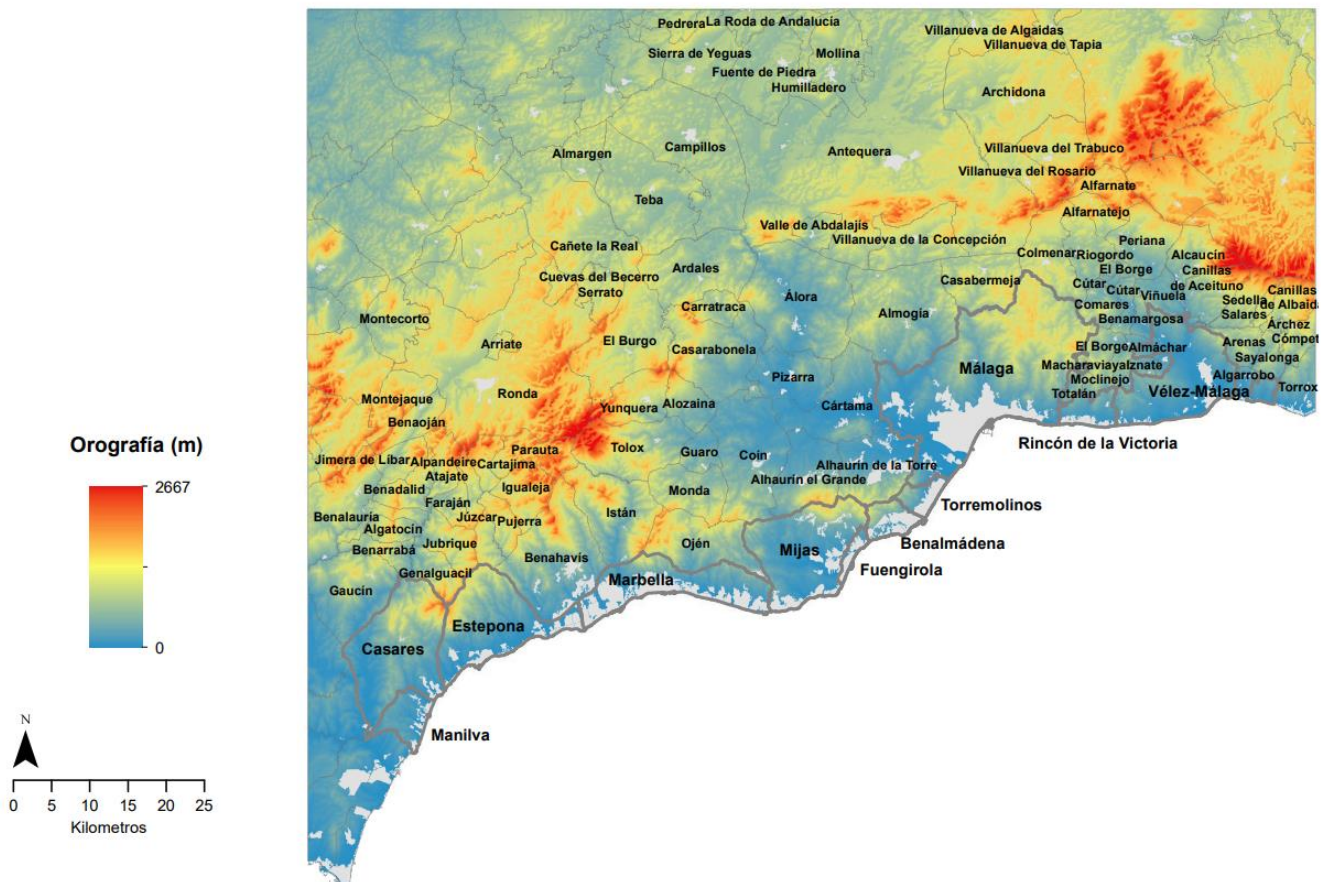 Pedrera
La Roda de Andalucía
Villanueva de Algaidas
Villanueva de Tapia
Sierra de Yeguas
Mollina
Fuente de Piedra
Humilladero
Archidona
Almargen
Campillos
Antequera
Villanueva del Trabuco
Villanueva del Rosario
Alfarnate
Teba
Alfarnatejo
Valle de Abdalajís
Villanueva de la Concepción
Cañete la Real
Periana
Colmenar
Riogordo
Alcaucín
Ardales
El Borge
Canillas
de Aceituno
Cuevas del Becerro
Serrato
Casabermeja
Cútar
Cútar
Viñuela
Canillas
de Albaida
Álora
Carratraca
Almogía
Comares
Sedella
Salares
Montecorto
Benamargosa
Árchez
Cómpet
Arriate
El Burgo
Casarabonela
El Borge
Almáchar
Arenas
Sayalonga
Málaga
Macharaviayalznate
Moclinejo
Pizarra
Algarrobo
Vélez-Málaga
Torrox
Totalán
Ronda
Montejaque
Yunquera
Alozaina
Cártama
Benaoján
Rincón de la Victoria
Orografía (m)
Parauta
Tolox
Guaro
Coín
Jimera de Líbar
Alpandeire
Cartajima
Alhaurín de la Torre
Atajate
Alhaurín el Grande
2667
Benadalid
Igualeja
Monda
Faraján
Torremolinos
Benalauría
Júzcar
Pujerra
Istán
Algatocín
Jubrique
Ojén
Mijas
Benalmádena
Benarrabá
Benahavís
Fuengirola
Genalguacil
Marbella
Gaucín
Estepona
0
Casares
Manilva
N
0 5 10 15 20 25
Kilometros